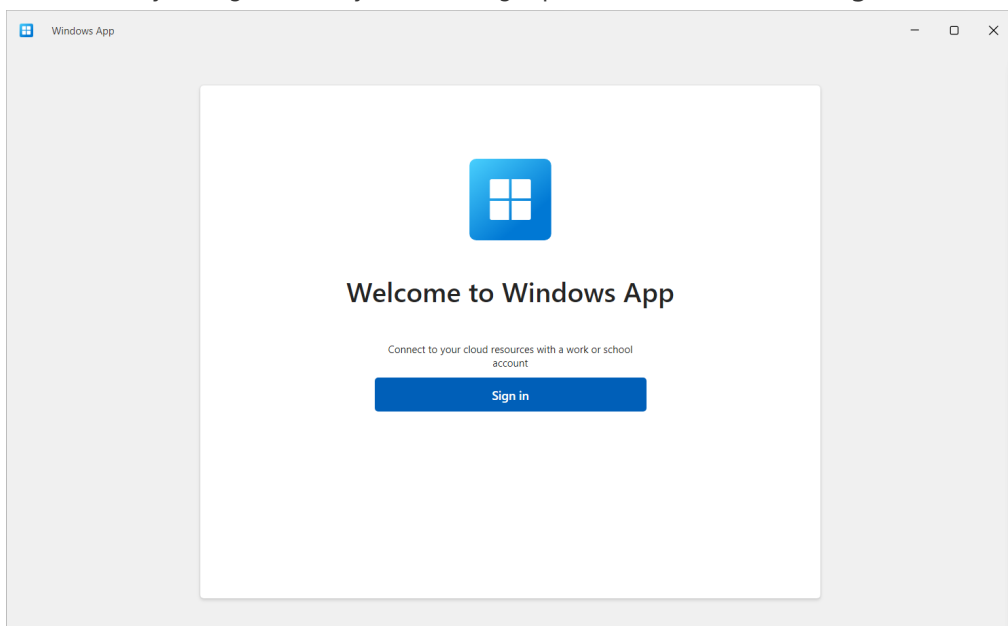 Windows App
Welcome to Windows App
Connect to your cloud resources with a work or school
account
Sign in